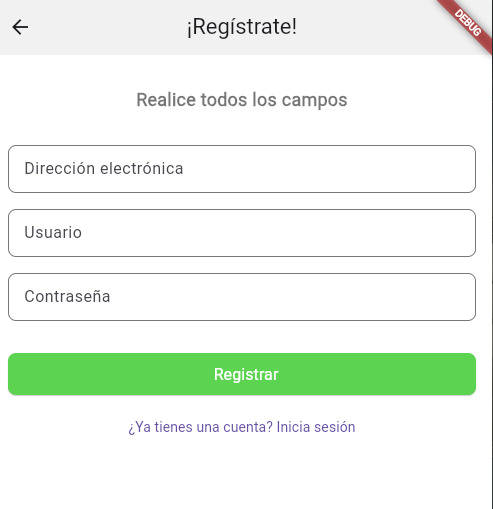 ¡Regístrate!
DEBUG
Realice todos los campos
Dirección electrónica
Usuario
Contraseña
Registrar
¿Ya tienes una cuenta? Inicia sesión